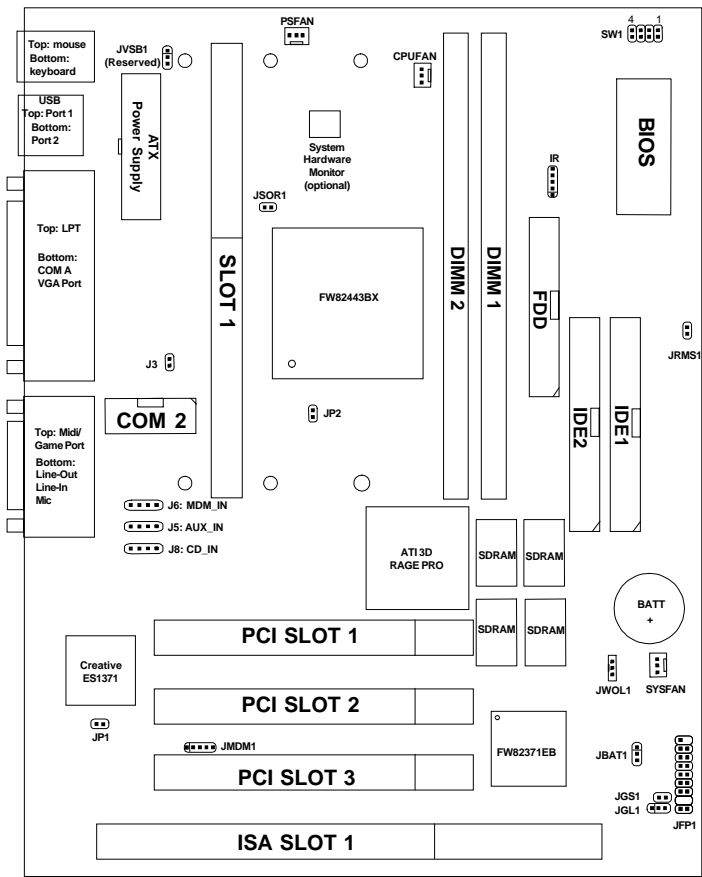 PSFAN
4 1
SW1
Top: mouse
Bottom:
keyboard
JVSB1
(Reserved)
CPUFAN
USB
Top: Port 1
Bottom:
Port 2
ATX
Power Supply
System
Hardware
Monitor
(optional)
BIOS
IR
JSOR1
Top: LPT
Bottom:
COM A
VGA Port
SLOT 1
FW82443BX
DIMM 2
DIMM 1
FDD
JRMS1
J3
COM 2
JP2
IDE2
IDE1
Top: Midi/
Game Port
Bottom:
Line-Out
Line-In
Mic
J6: MDM_IN
J5: AUX_IN
J8: CD_IN
ATI 3D
RAGE PRO
SDRAM
SDRAM
SDRAM
SDRAM
BATT
+
PCI SLOT 1
Creative
ES1371
JWOL1
SYSFAN
PCI SLOT 2
JP1
JMDM1
FW82371EB
JBAT1
PCI SLOT 3
JGS1
JGL1
JFP1
ISA SLOT 1